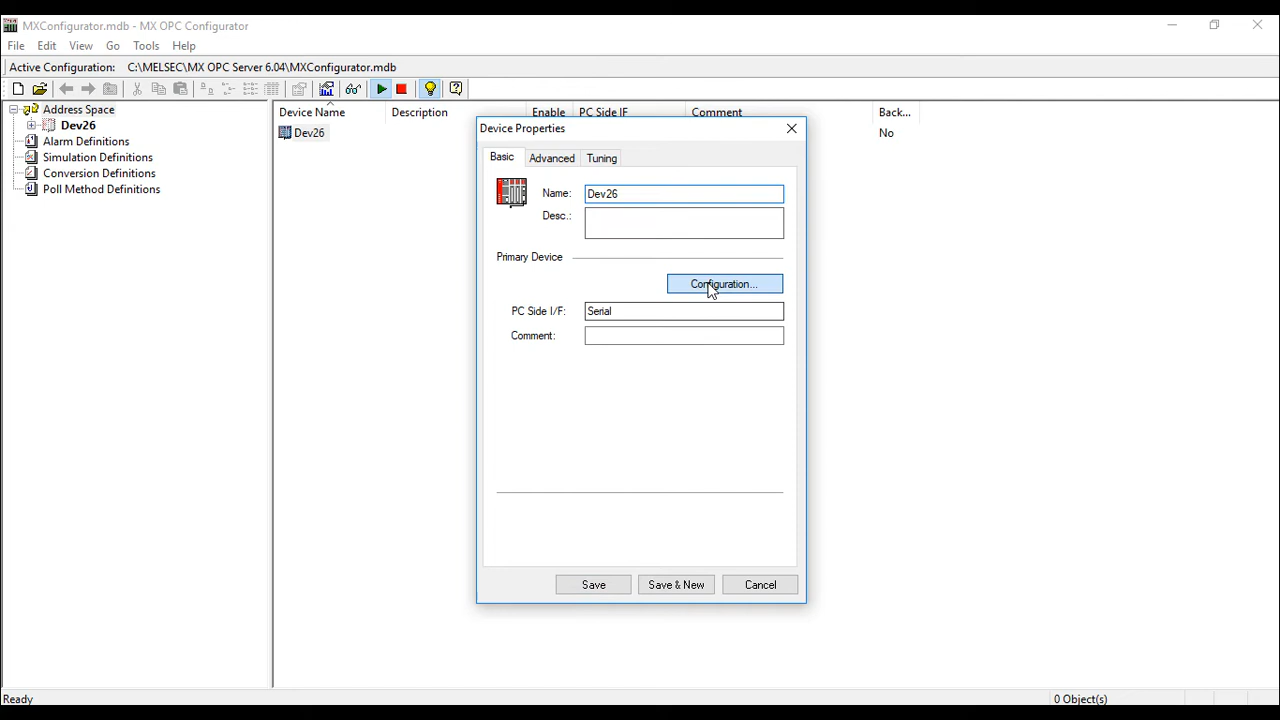 MXConfigurator.mdb - MX OPC Configurator
File Edit View Go Tools Help
Active Configuration: C:\MELSEC\MX OPC Server 6.04\MXConfigurator.mdb
Address Space
Dev26
Alarm Definitions
Simulation Definitions
Conversion Definitions
Poll Method Definitions
Device Name Description Enable PC Side IF Comment Back...
Dev26 No
Device Properties
Basic Advanced Tuning
Name: Dev26
Desc.:
Primary Device
Configuration...
PC Side I/F: Serial
Comment:
Save Save & New Cancel
Ready 0 Object(s)